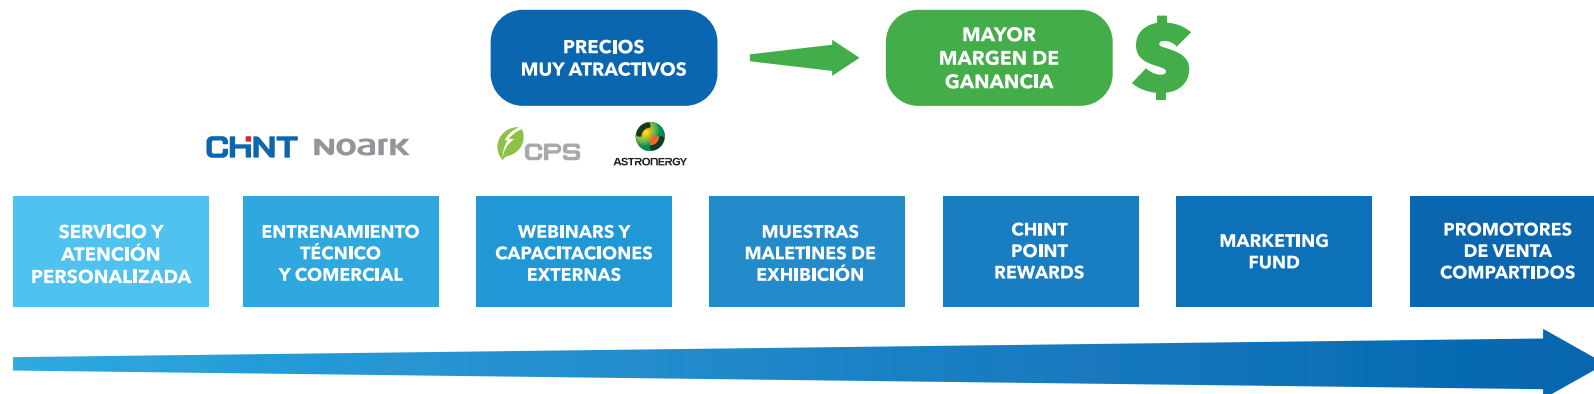 PRECIOS
MUY ATRACTIVOS
MAYOR
MARGEN DE
GANANCIA
$
CHiNT NOARK CPS ASTRONERGY
SERVICIO Y
ATENCIÓN
PERSONALIZADA
ENTRENAMIENTO
TÉCNICO
Y COMERCIAL
WEBINARS Y
CAPACITACIONES
EXTERNAS
MUESTRAS
MALETINES DE
EXHIBICIÓN
CHINT
POINT
REWARDS
MARKETING
FUND
PROMOTORES
DE VENTA
COMPARTIDOS